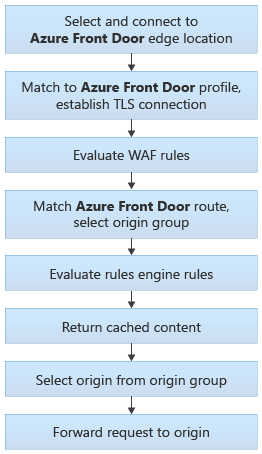 Select and connect to
Azure Front Door edge location
Match to Azure Front Door profile,
establish TLS connection
Evaluate WAF rules
Match Azure Front Door route,
select origin group
Evaluate rules engine rules
Return cached content
Select origin from origin group
Forward request to origin